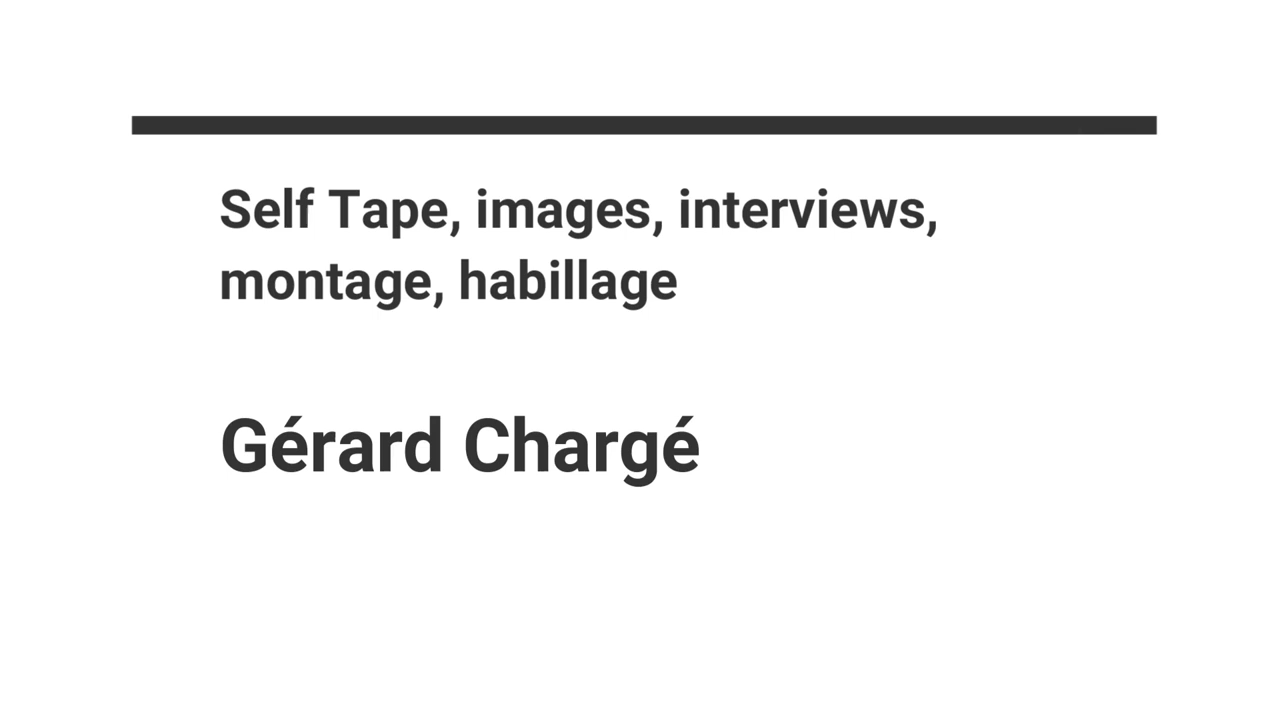 Self Tape, images, interviews,
montage, habillage
Gérard Chargé